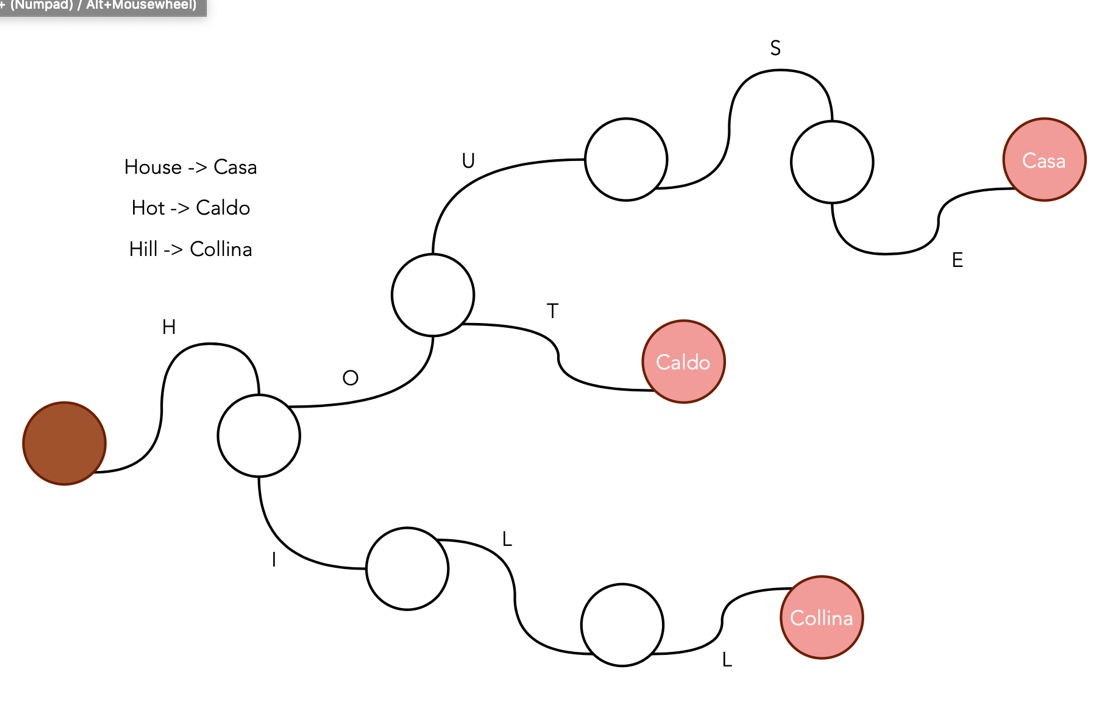 + (Numpad) / Alt+Mousewheel)
S
U
House -> Casa
Casa
Hot -> Caldo
Hill -> Collina
E
T
H
Caldo
O
L
I
Collina
L